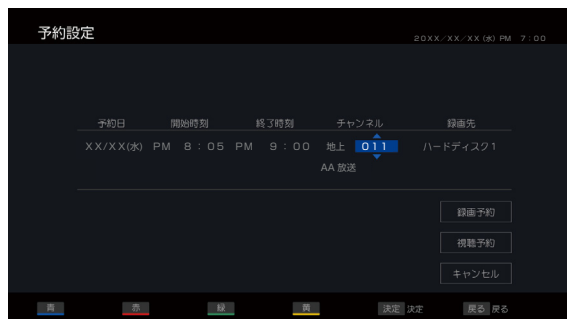 予約設定
20XX/XX/XX (水) PM 7:00
予約日 開始時刻 終了時刻 チャンネル 録画先
XX/XX(水) PM 8:05 PM 9:00 地上 011 ハードディスク1
AA 放送
録画予約
視聴予約
キャンセル
青 赤 緑 黄 決定 決定 戻る 戻る